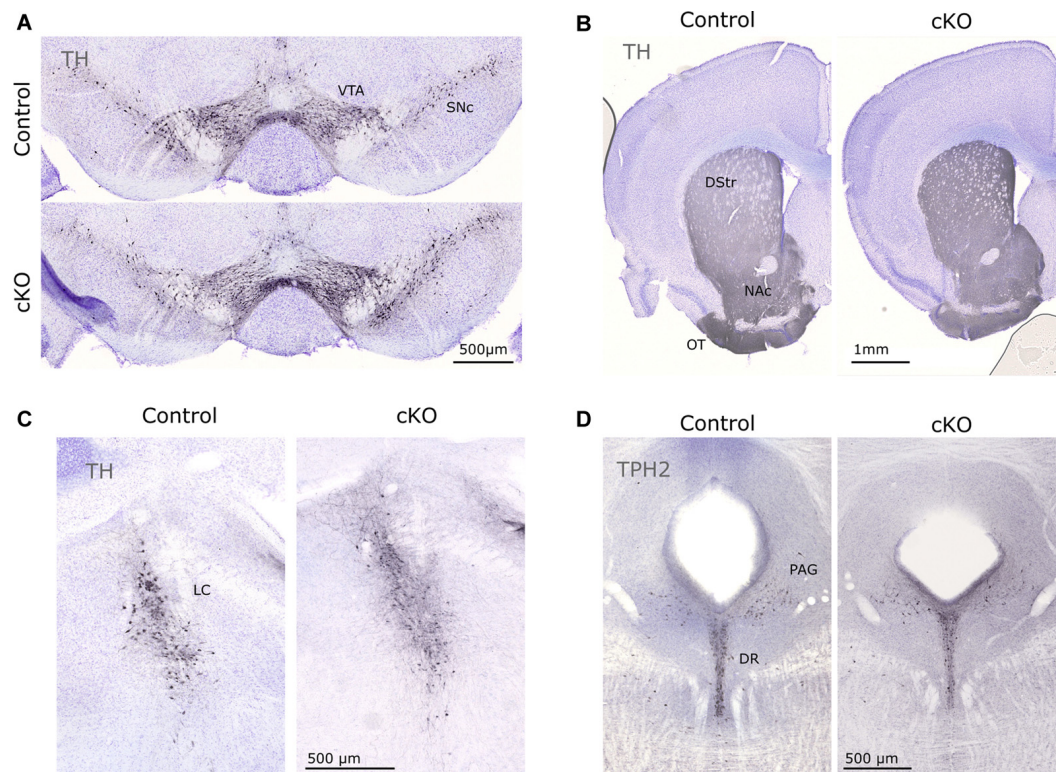 A
Control
TH
VTA
SNc
cKO
500µm
B
Control
cKO
TH
DStr
NAc
OT
1mm
C
Control
cKO
TH
LC
500 µm
D
Control
cKO
TPH2
PAG
DR
500 µm